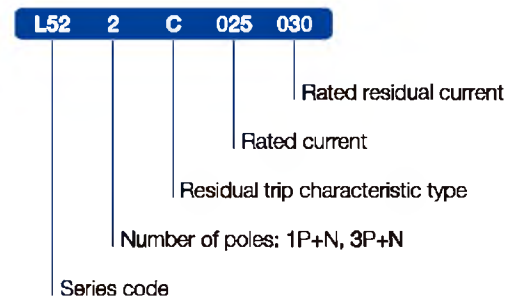 L52 2 C 025 030
Rated residual current
Rated current
Residual trip characteristic type
Number of poles: 1P+N, 3P+N
Series code